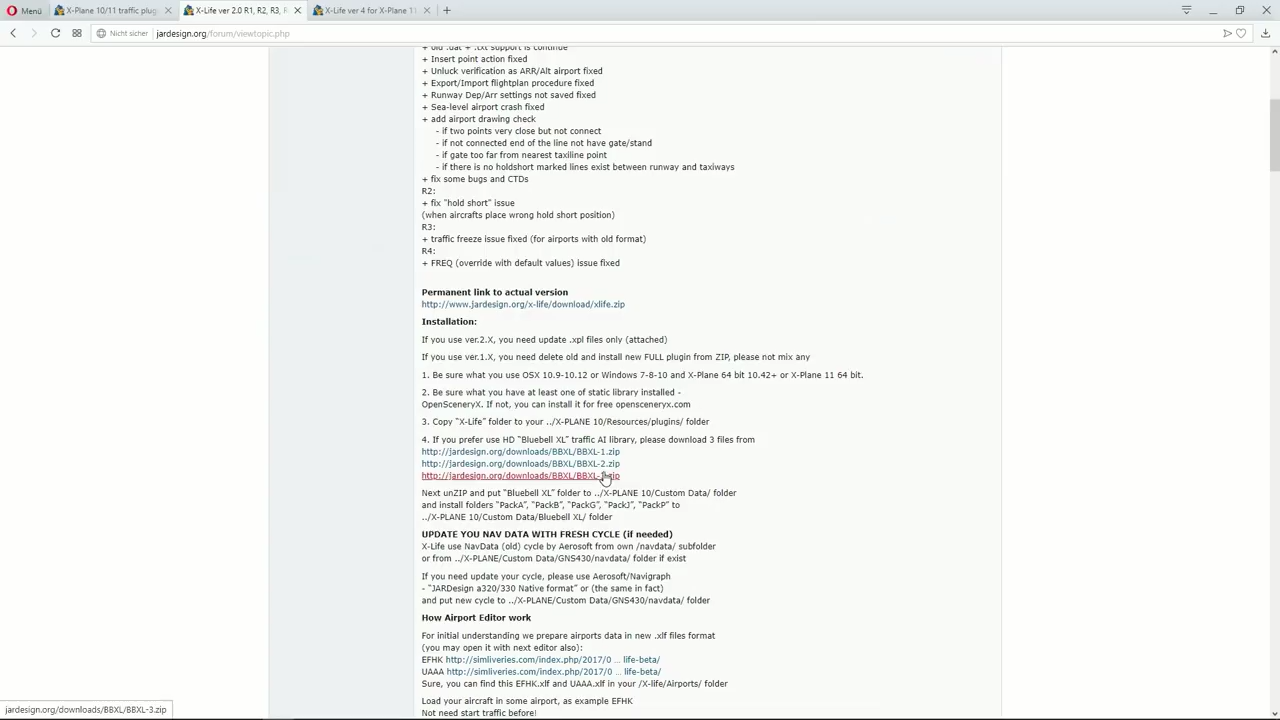 Menü
X-Plane 10/11 traffic plug
X-Life ver 2.0 R1, R2, R3, R
X-Life ver 4 for X-Plane 11
Nicht sicher
jardesign.org/forum/viewtopic.php
+ old .dat + .txt support is continue
+ Insert point action fixed
+ Unluck verification as ARR/Alt airport fixed
+ Export/Import flightplan procedure fixed
+ Runway Dep/Arr settings not saved fixed
+ Sea-level airport crash fixed
+ add airport drawing check
- if two points very close but not connect
- if not connected end of the line not have gate/stand
- if gate too far from nearest taxiline point
- if there is no holdshort marked lines exist between runway and taxiways
+ fix some bugs and CTDs
R2:
+ fix "hold short" issue
(when aircrafts place wrong hold short position)
R3:
+ traffic freeze issue fixed (for airports with old format)
R4:
+ FREQ (override with default values) issue fixed
Permanent link to actual version
http://www.jardesign.org/x-life/download/xlife.zip
Installation:
If you use ver.2.X, you need update .xpl files only (attached)
If you use ver.1.X, you need delete old and install new FULL plugin from ZIP, please not mix any
1. Be sure what you use OSX 10.9-10.12 or Windows 7-8-10 and X-Plane 64 bit 10.42+ or X-Plane 11 64 bit.
2. Be sure what you have at least one of static library installed -
OpenSceneryX. If not, you can install it for free opensceneryx.com
3. Copy "X-Life" folder to your ../X-PLANE 10/Resources/plugins/ folder
4. If you prefer use HD "Bluebell XL" traffic AI library, please download 3 files from
http://jardesign.org/downloads/BBXL/BBXL-1.zip
http://jardesign.org/downloads/BBXL/BBXL-2.zip
http://jardesign.org/downloads/BBXL/BBXL-3.zip
Next unZIP and put "Bluebell XL" folder to ../X-PLANE 10/Custom Data/ folder
and install folders "PackA", "PackB", "PackG", "PackJ", "PackP" to
../X-PLANE 10/Custom Data/Bluebell XL/ folder
UPDATE YOU NAV DATA WITH FRESH CYCLE (if needed)
X-Life use NavData (old) cycle by Aerosoft from own /navdata/ subfolder
or from ../X-PLANE/Custom Data/GNS430/navdata/ folder if exist
If you need update your cycle, please use Aerosoft/Navigraph
- "JARDesign a320/330 Native format" or (the same in fact)
and put new cycle to ../X-PLANE/Custom Data/GNS430/navdata/ folder
How Airport Editor work
For initial understanding we prepare airports data in new .xlf files format
(you may open it with next editor also):
EFHK http://simliveries.com/index.php/2017/0 ... life-beta/
UAAA http://simliveries.com/index.php/2017/0 ... life-beta/
Sure, you can find this EFHK.xlf and UAAA.xlf in your /X-life/Airports/ folder
Load your aircraft in some airport, as example EFHK
Not need start traffic before!
jardesign.org/downloads/BBXL/BBXL-3.zip